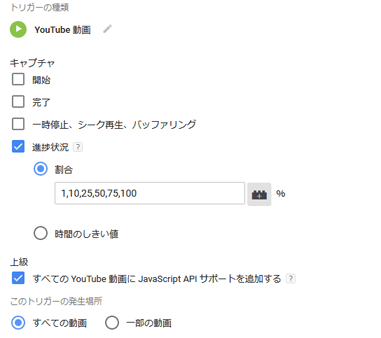 トリガーの種類
YouTube 動画
キャプチャ
開始
完了
一時停止、シーク再生、バッファリング
進捗状況 ?
割合
1,10,25,50,75,100 %
時間のしきい値
上級
すべての YouTube 動画に JavaScript API サポートを追加する ?
このトリガーの発生場所
すべての動画 一部の動画